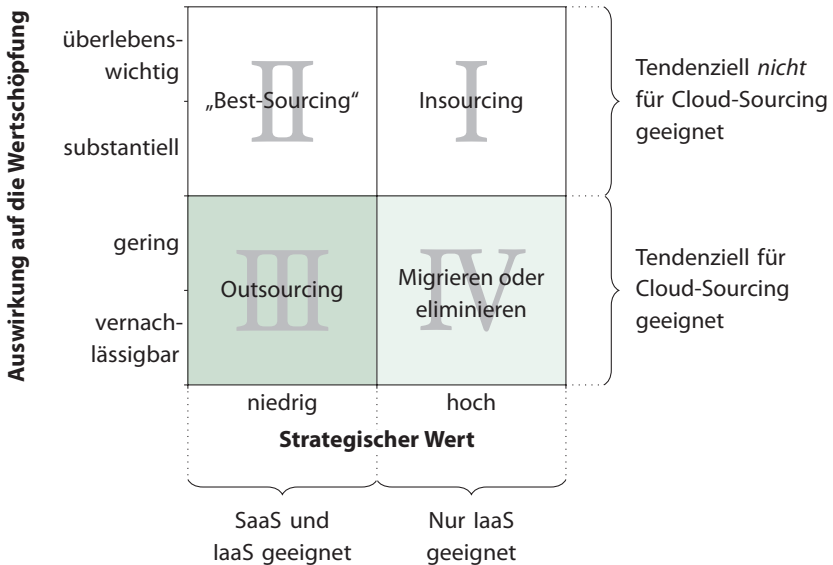 Auswirkung auf die Wertschöpfung
überlebens-
wichtig
substantiell
gering
vernach-
lässigbar
II
„Best-Sourcing“
I
Insourcing
III
Outsourcing
IV
Migrieren oder
eliminieren
Tendenziell nicht
für Cloud-Sourcing
geeignet
Tendenziell für
Cloud-Sourcing
geeignet
niedrig
hoch
Strategischer Wert
SaaS und
IaaS geeignet
Nur IaaS
geeignet